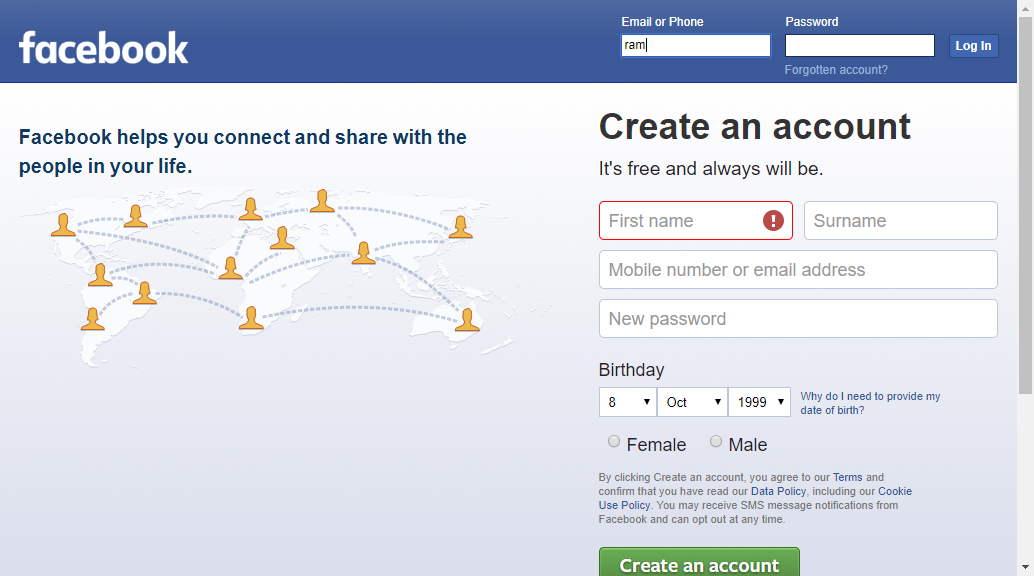 facebook
Email or Phone
Password
ram
Log In
Forgotten account?
Facebook helps you connect and share with the
people in your life.
Create an account
It's free and always will be.
First name
Surname
Mobile number or email address
New password
Birthday
8 Oct 1999
Why do I need to provide my
date of birth?
Female Male
By clicking Create an account, you agree to our Terms and
confirm that you have read our Data Policy, including our Cookie
Use Policy. You may receive SMS message notifications from
Facebook and can opt out at any time.
Create an account